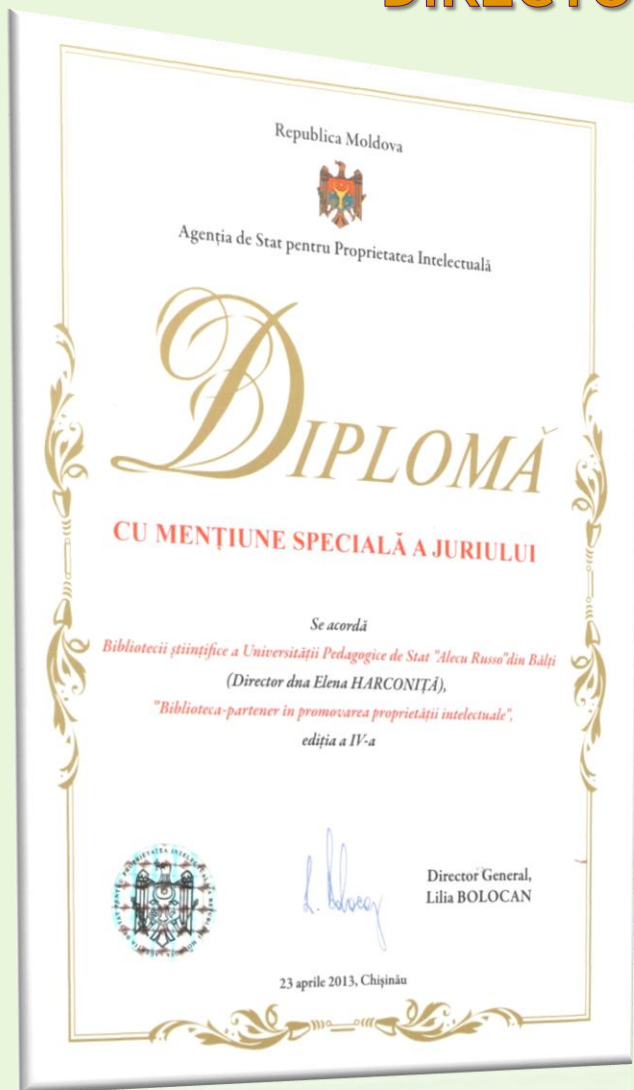 Republica Moldova
Agenția de Stat pentru Proprietatea Intelectuală
DIPLOMĂ
CU MENȚIUNE SPECIALĂ A JURIULUI
Se acordă
Bibliotecii științifice a Universității Pedagogice de Stat "Alecu Russo"din Bălți
(Director dna Elena HARCONIȚĂ),
"Biblioteca-partener în promovarea proprietății intelectuale",
ediția a IV-a
Director General,
Lilia BOLOCAN
23 aprilie 2013, Chișinău